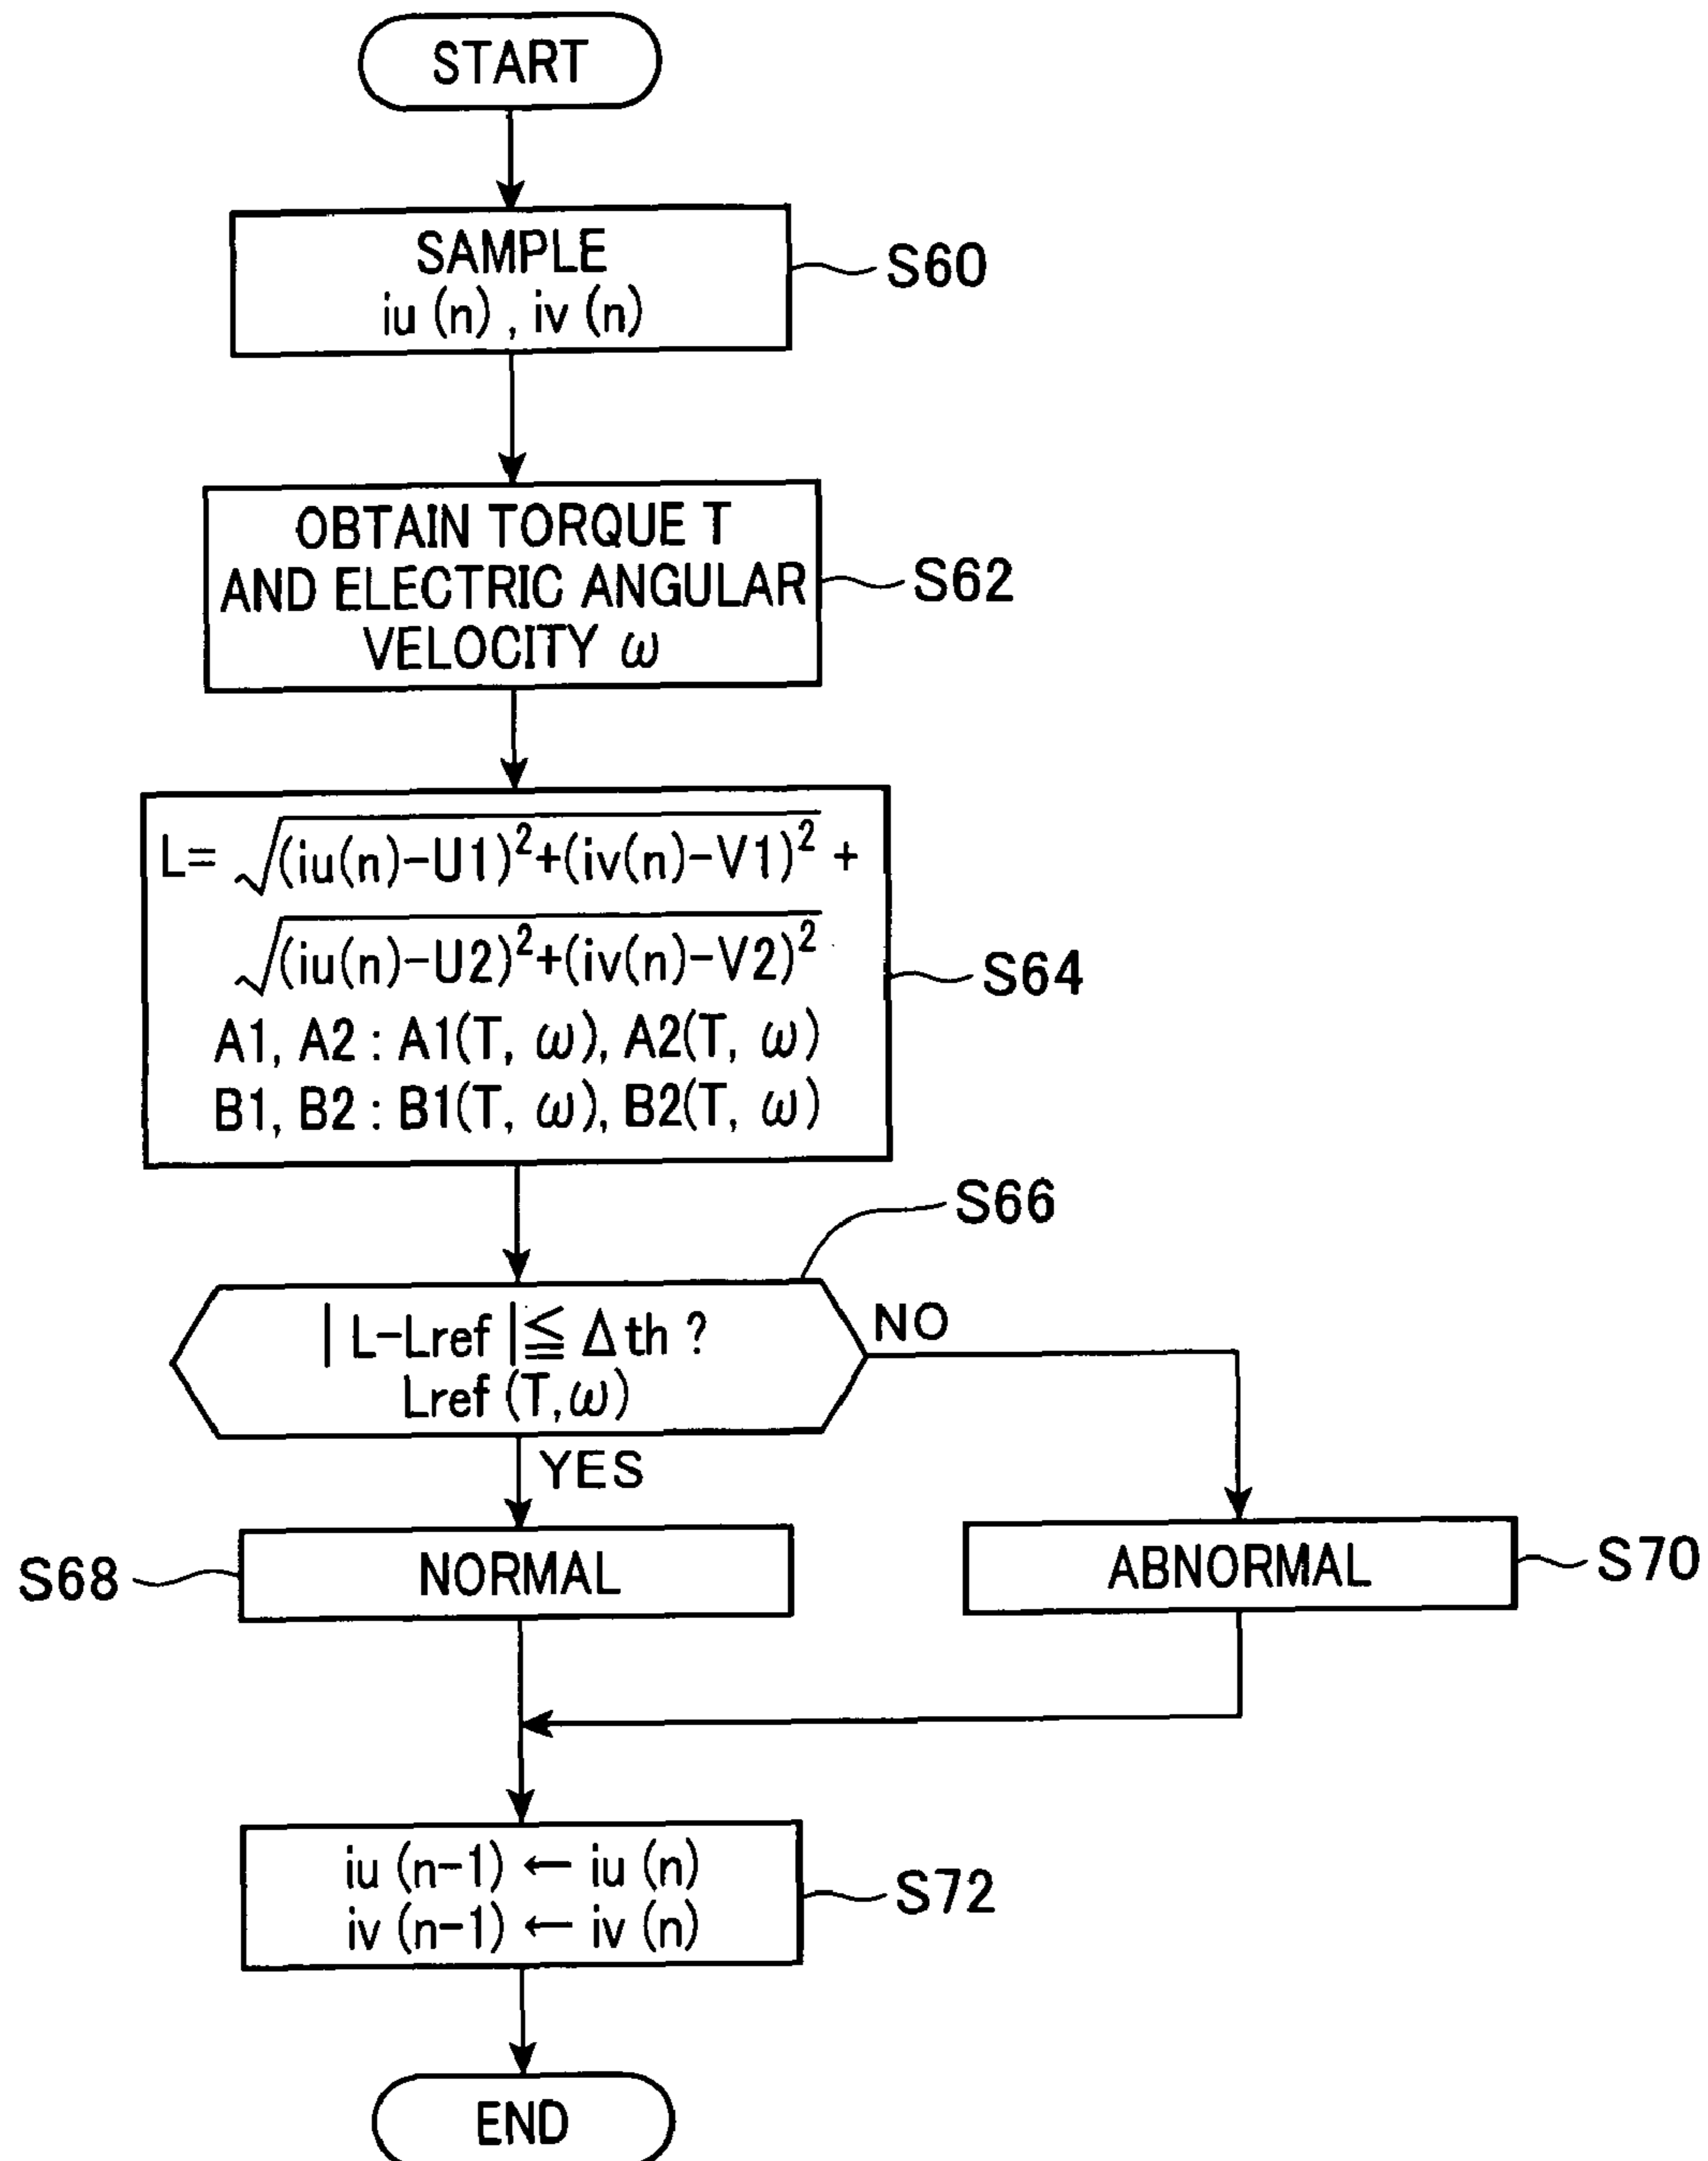 START
SAMPLE
iu (n) , iv (n)
S60
OBTAIN TORQUE T
AND ELECTRIC ANGULAR
VELOCITY ω
S62
L= √(iu(n)-U1)²+(iv(n)-V1)² +
√(iu(n)-U2)²+(iv(n)-V2)²
A1, A2 : A1(T, ω), A2(T, ω)
B1, B2 : B1(T, ω), B2(T, ω)
S64
S66
| L-Lref |≦ Δth ?
Lref (T,ω)
NO
YES
S68
NORMAL
ABNORMAL
S70
iu (n-1) ← iu (n)
iv (n-1) ← iv (n)
S72
END